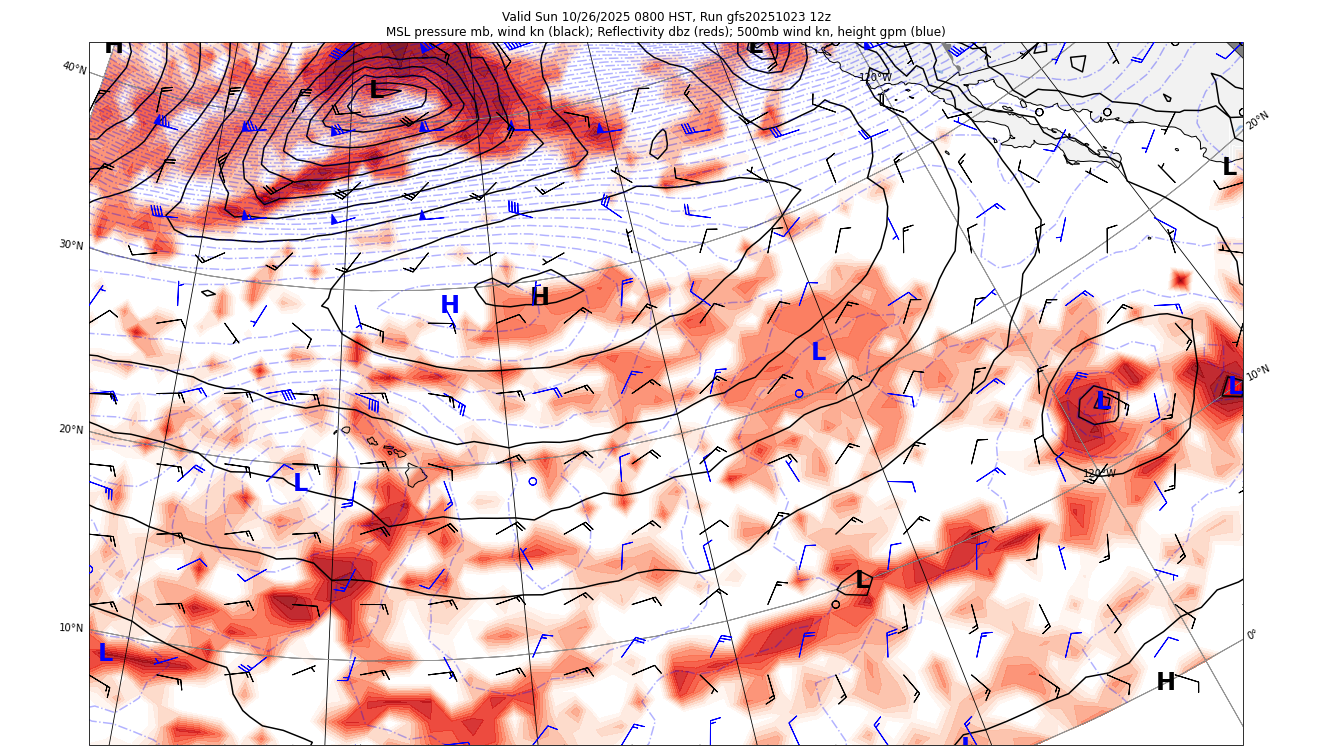 Valid Sun 10/26/2025 0800 HST, Run gfs20251023 12z
MSL pressure mb, wind kn (black); Reflectivity dbz (reds); 500mb wind kn, height gpm (blue)
H
L
40°N
120°W
L
20°N
L
30°N
H
H
L
10°N
L
L
20°N
L
120°W
L
10°N
0°
L
H
L